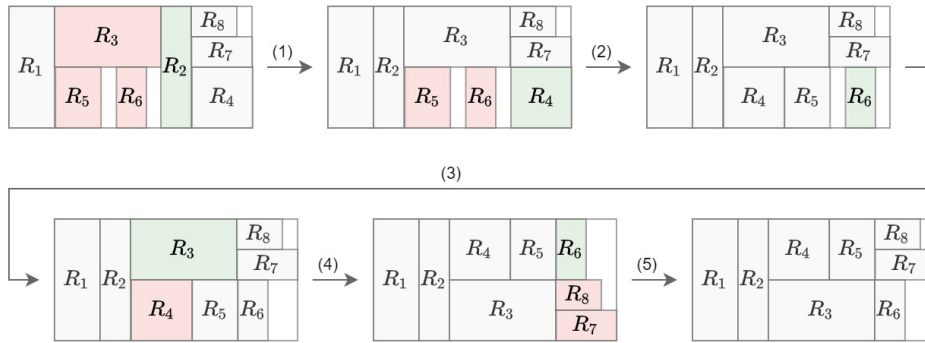 R₁ R₃ R₅ R₆ R₂ R₈ R₇ R₄
(1)
R₁ R₂ R₃ R₅ R₆ R₈ R₇ R₄
(2)
R₁ R₂ R₃ R₄ R₅ R₈ R₇ R₆
(3)
R₁ R₂ R₃ R₄ R₅ R₆ R₈ R₇
(4)
R₁ R₂ R₄ R₅ R₆ R₃ R₈ R₇
(5)
R₁ R₂ R₄ R₅ R₈ R₇ R₃ R₆